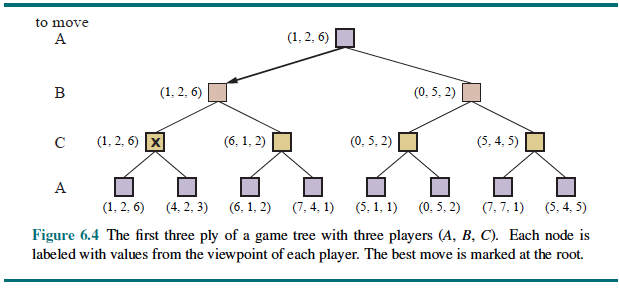 to move
A (1, 2, 6)
B (1, 2, 6) (0, 5, 2)
C (1, 2, 6) X (6, 1, 2) (0, 5, 2) (5, 4, 5)
A
(1, 2, 6) (4, 2, 3) (6, 1, 2) (7, 4, 1) (5, 1, 1) (0, 5, 2) (7, 7, 1) (5, 4, 5)
Figure 6.4 The first three ply of a game tree with three players (A, B, C). Each node is
labeled with values from the viewpoint of each player. The best move is marked at the root.